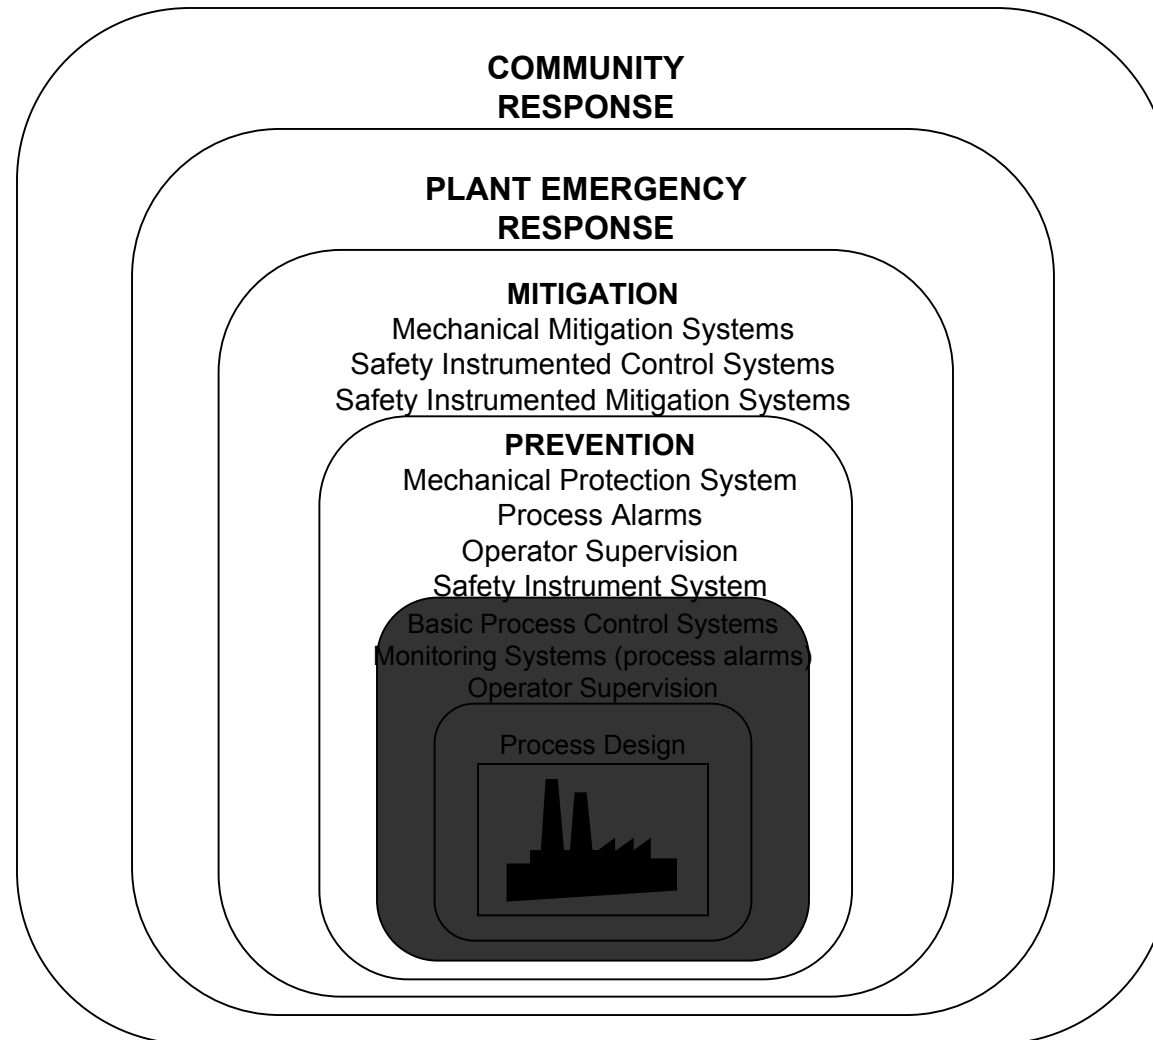 COMMUNITY
RESPONSE
PLANT EMERGENCY
RESPONSE
MITIGATION
Mechanical Mitigation Systems
Safety Instrumented Control Systems
Safety Instrumented Mitigation Systems
PREVENTION
Mechanical Protection System
Process Alarms
Operator Supervision
Safety Instrument System
Basic Process Control Systems
Monitoring Systems (process alarms)
Operator Supervision
Process Design